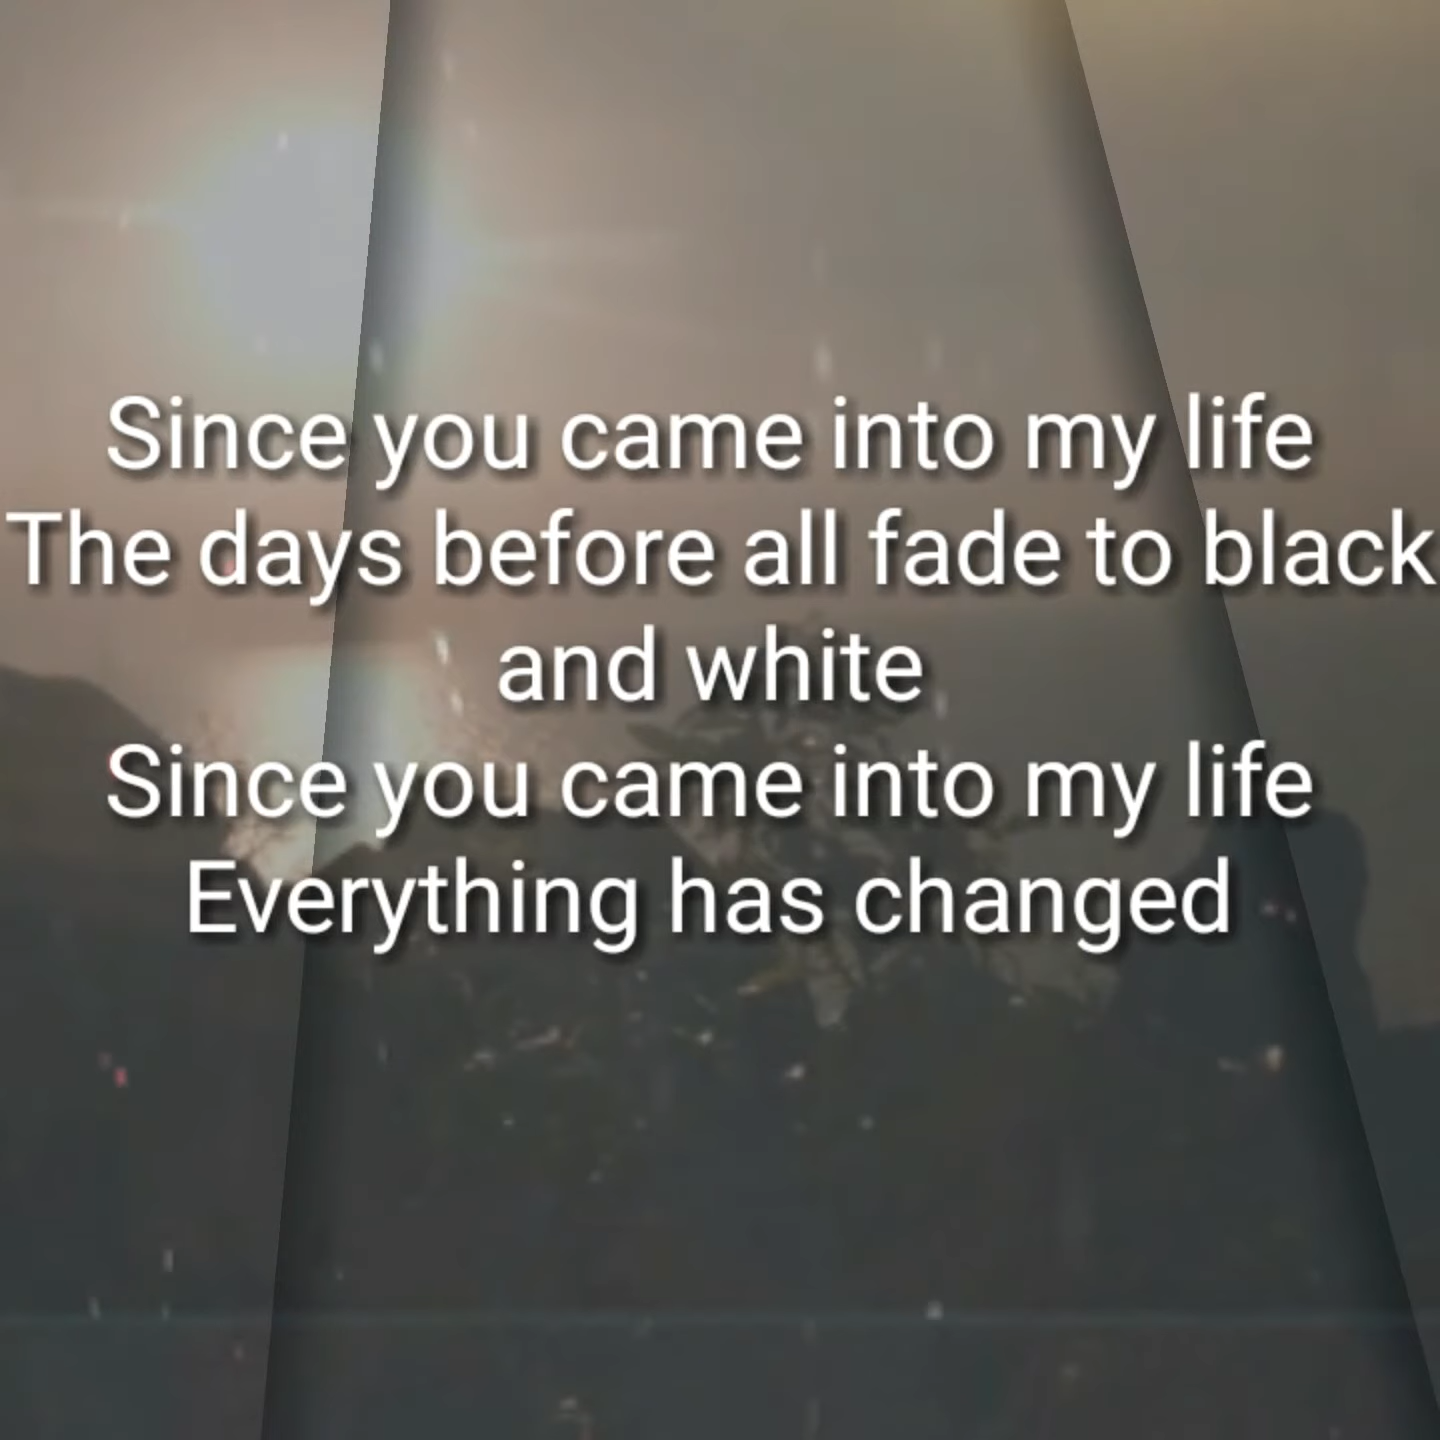 Since you came into my life
The days before all fade to black
and white
Since you came into my life
Everything has changed